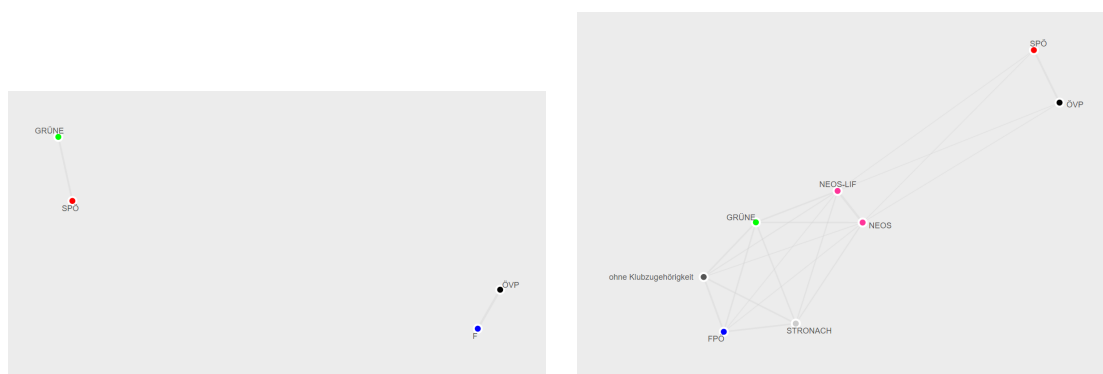 GRÜNE
SPÖ
ÖVP
F
SPÖ
ÖVP
NEOS-LIF
GRÜNE
NEOS
ohne Klubzugehörigkeit
STRONACH
FPÖ